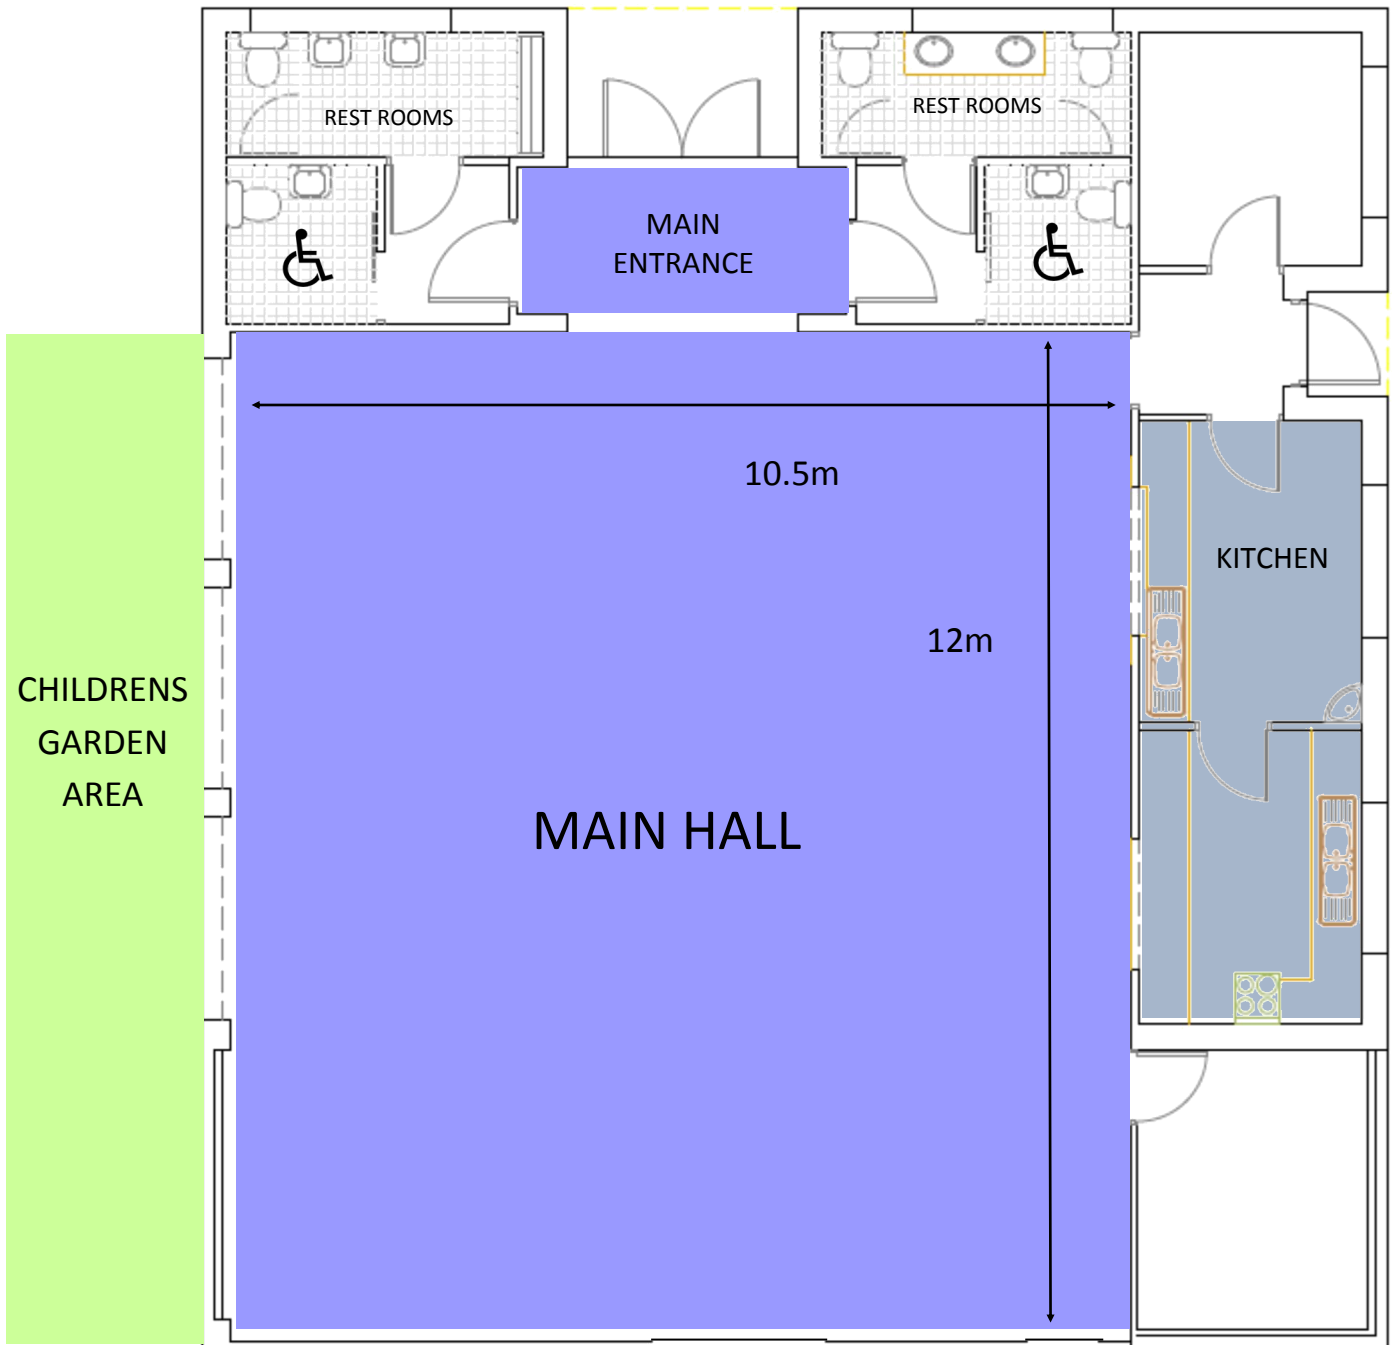 REST ROOMS
REST ROOMS
MAIN
ENTRANCE
10.5m
KITCHEN
12m
CHILDRENS
GARDEN
AREA
MAIN HALL